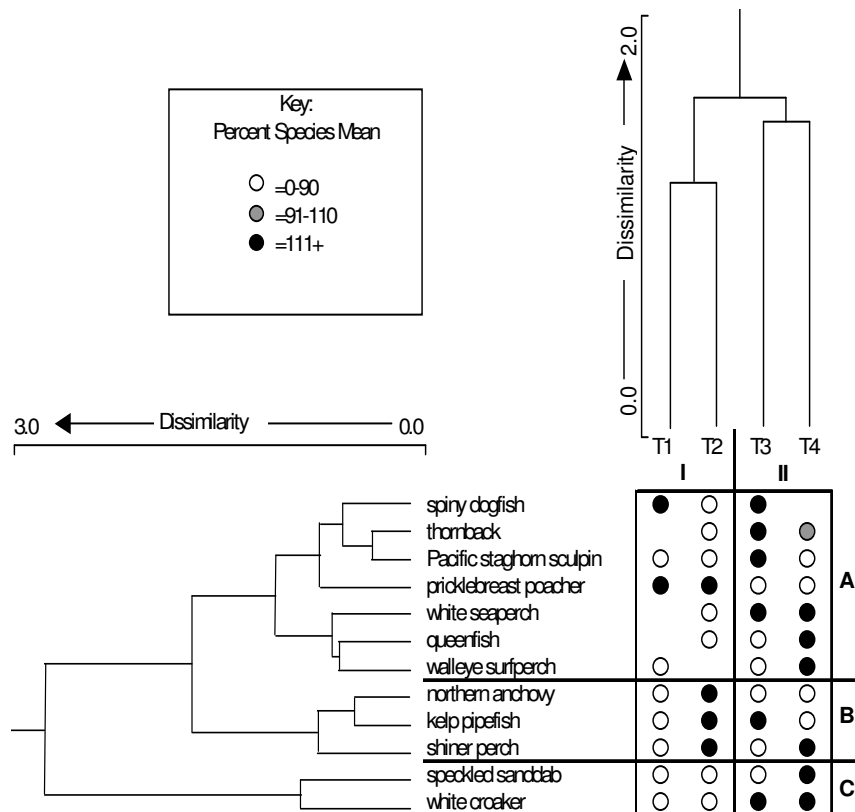 Key:
Percent Species Mean
=0-90
=91-110
=111+
2.0
Dissimilarity
0.0
3.0
Dissimilarity
0.0
T1 T2 T3 T4
I II
spiny dogfish
thornback
Pacific staghorn sculpin
pricklebreast poacher
white seaperch
queenfish
walleye surfperch
A
northern anchovy
kelp pipefish
shiner perch
B
speckled sanddab
white croaker
C